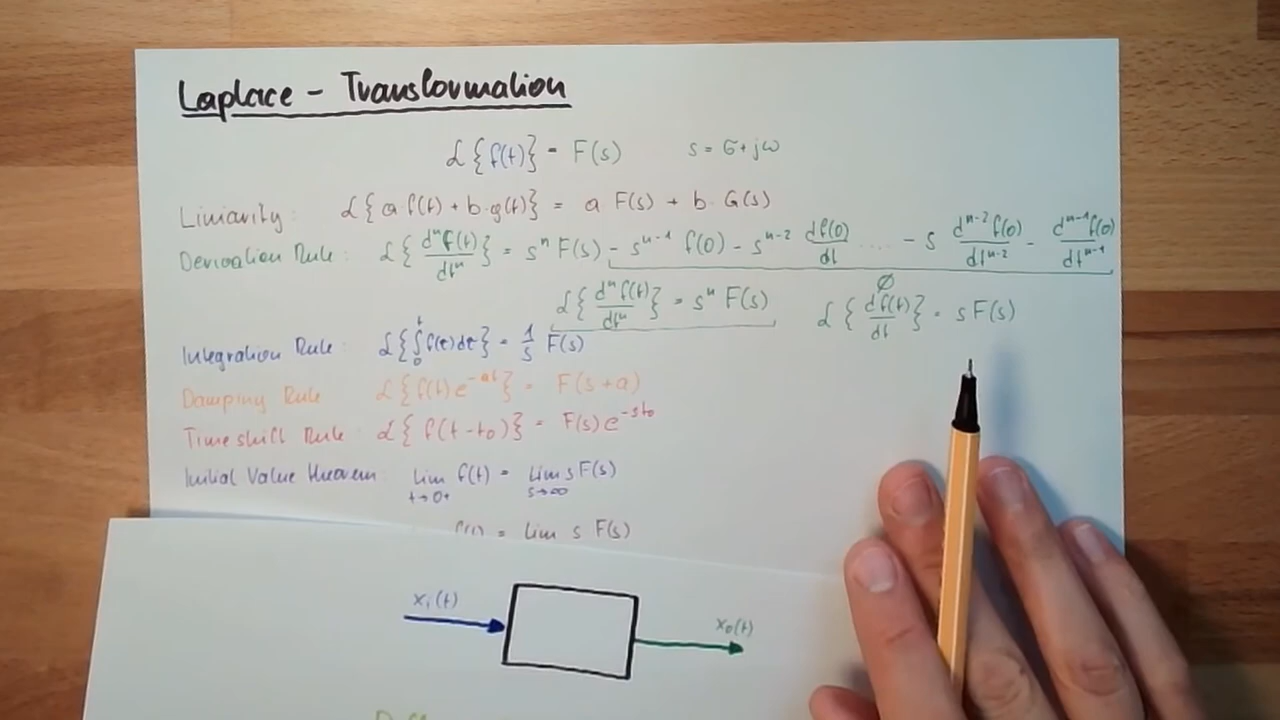 Laplace - Transformation
ℒ{f(t)} = F(s) s = σ + jω
Liniarity: ℒ{a·f(t) + b·g(t)} = a F(s) + b· G(s)
Derivation Rule: ℒ{dⁿf(t)/dtⁿ} = sⁿ F(s) - sⁿ⁻¹ f(0) - sⁿ⁻² df(0)/dt ..... - s dⁿ⁻²f(0)/dtⁿ⁻² - dⁿ⁻¹f(0)/dtⁿ⁻¹
∅
ℒ{dⁿf(t)/dtⁿ} = sⁿ F(s) ℒ{df(t)/dt} = s F(s)
Integration Rule: ℒ{∫₀ᵗ f(τ)dτ} = 1/s F(s)
Damping Rule ℒ{f(t) e^-at} = F(s+a)
Timeshift Rule: ℒ{f(t-t₀)} = F(s) e^-st₀
Initial Value theorem: lim t→0+ f(t) = lim s→∞ s F(s)
f(t) = lim s F(s)
xᵢ(t)
x₀(t)